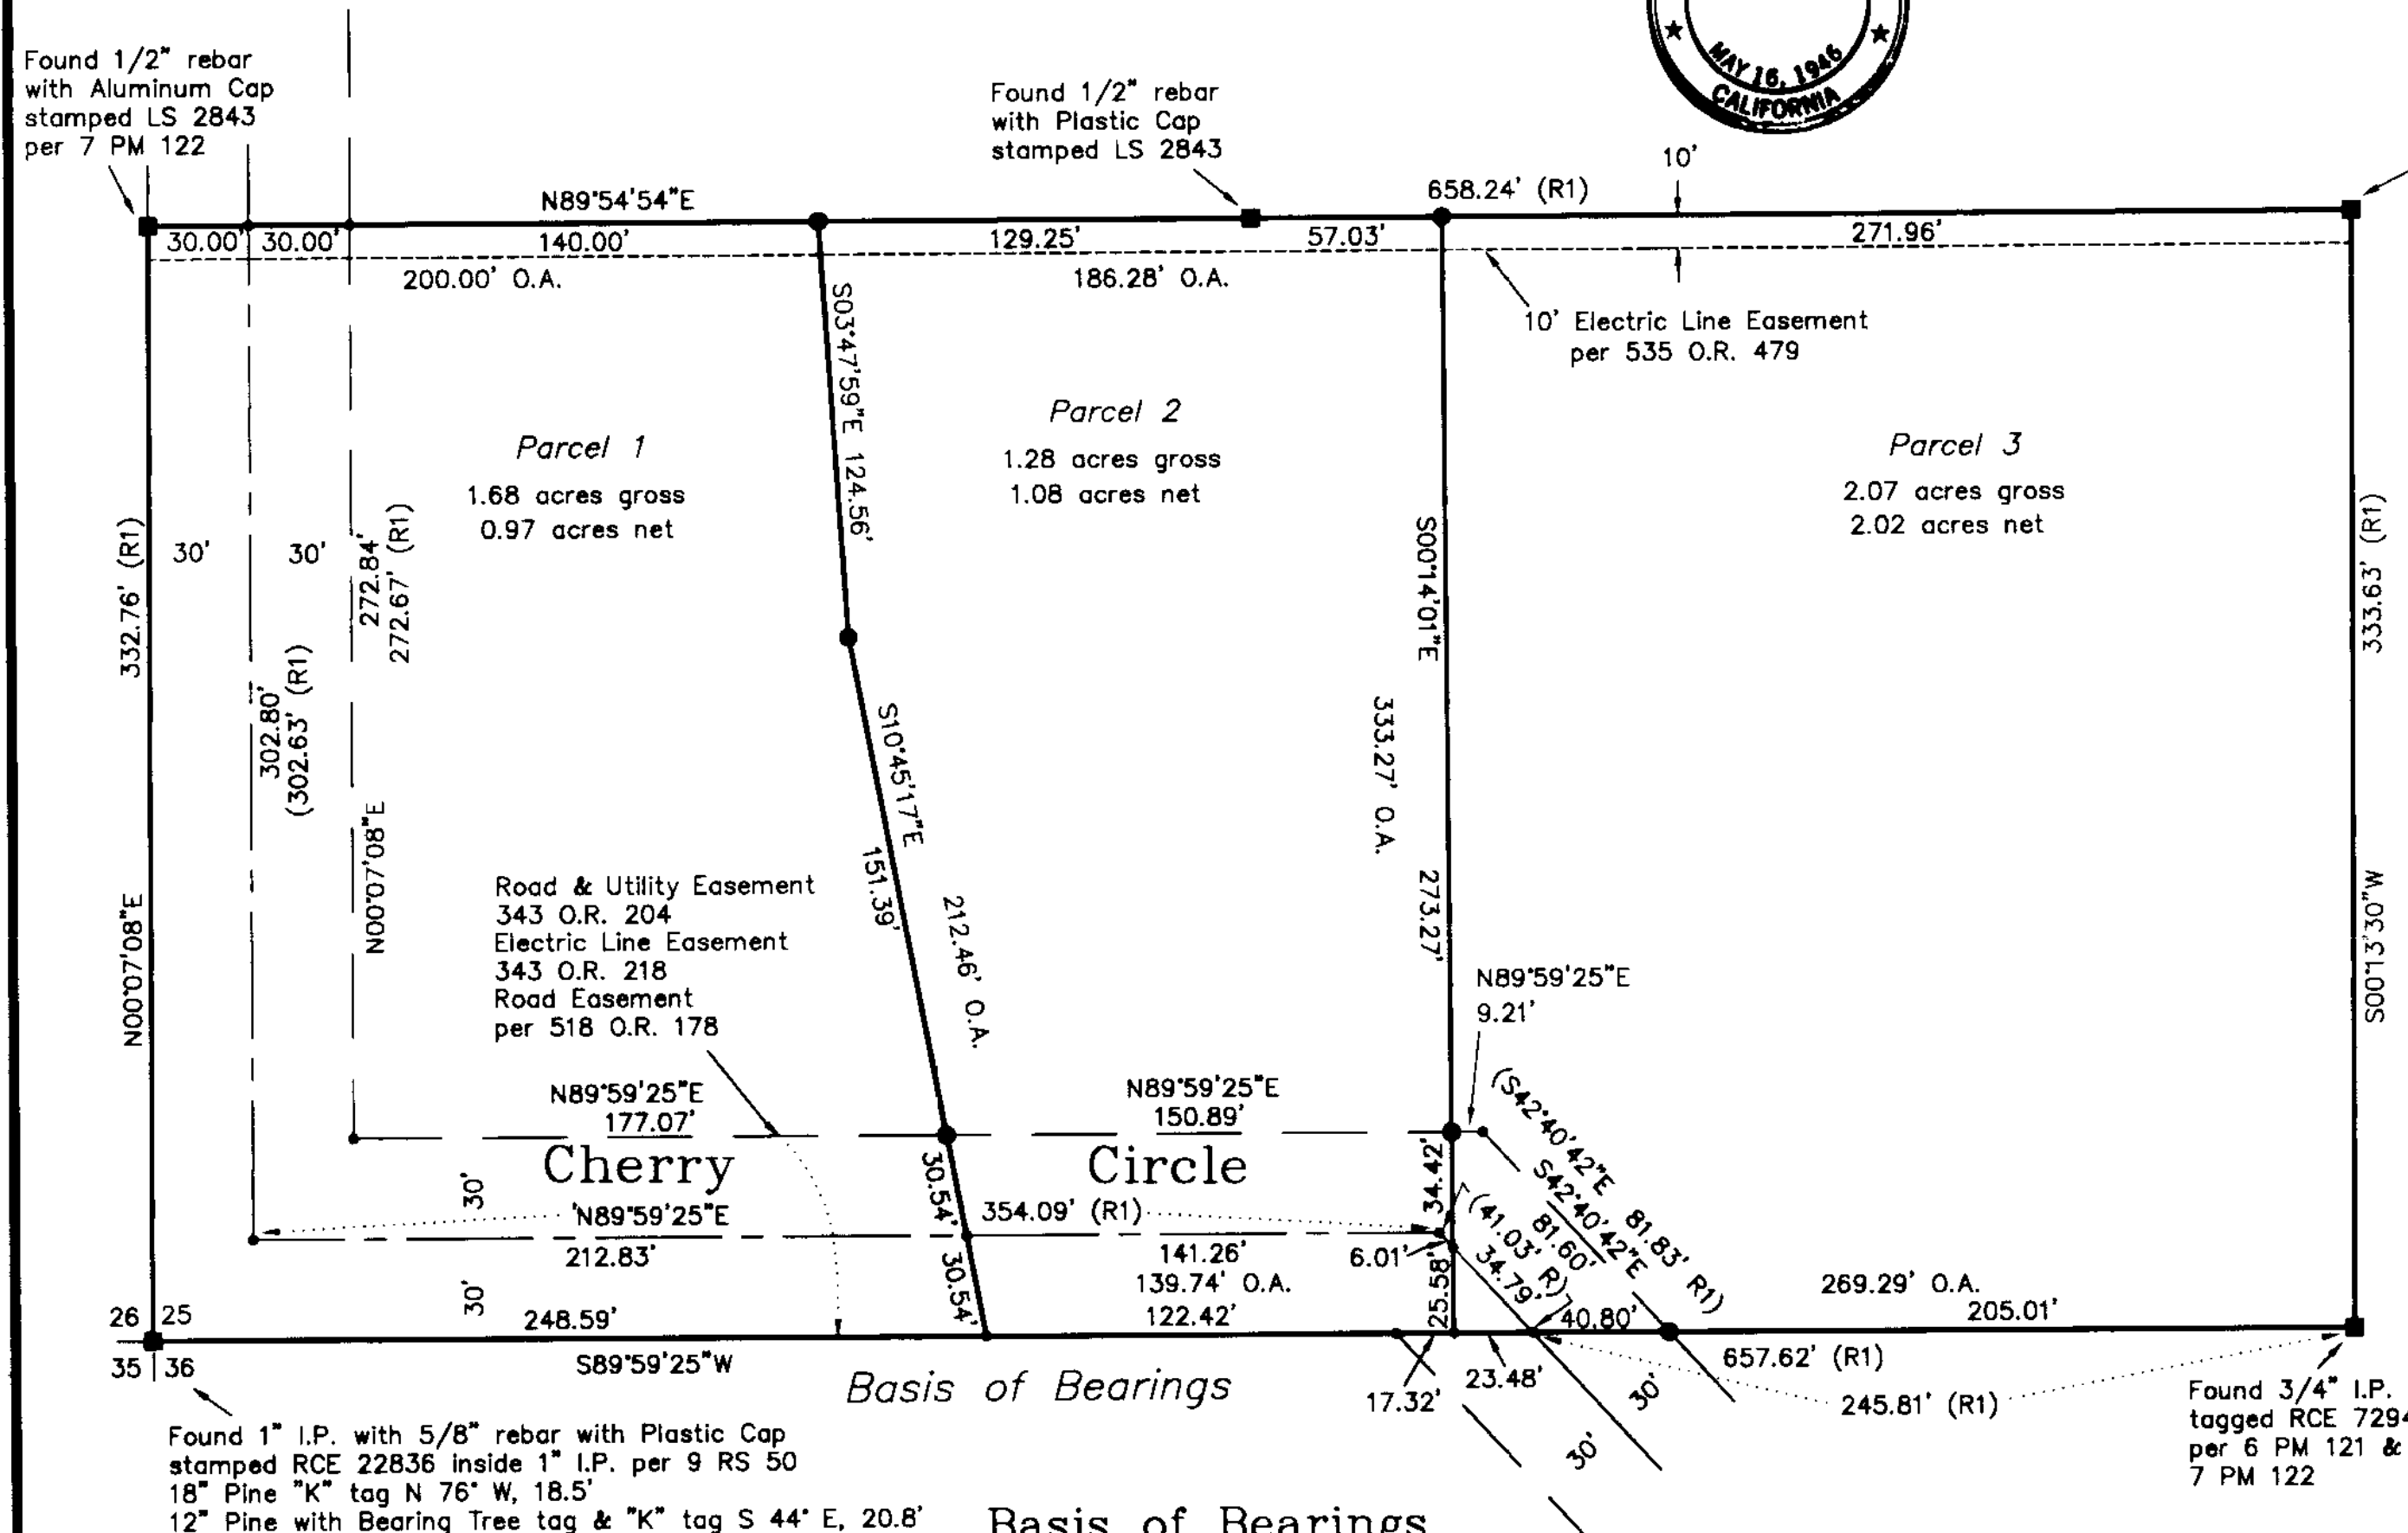 MAY 16, 1946
CALIFORNIA
Found 1/2" rebar
with Aluminum Cap
stamped LS 2843
per 7 PM 122
Found 1/2" rebar
with Plastic Cap
stamped LS 2843
10'
N89°54'54"E
658.24' (R1)
30.00'
30.00'
140.00'
129.25'
57.03'
271.96'
200.00' O.A.
186.28' O.A.
10' Electric Line Easement
per 535 O.R. 479
S03°47'59"E 124.56'
Parcel 1
1.68 acres gross
0.97 acres net
Parcel 2
1.28 acres gross
1.08 acres net
Parcel 3
2.07 acres gross
2.02 acres net
332.76' (R1)
N00°07'08"E
30'
30'
302.80'
(302.63' (R1)
272.84'
272.67' (R1)
N00°07'08"E
S10°45'17"E
151.39'
212.46' O.A.
S00°14'01"E
333.27' O.A.
273.27'
333.63' (R1)
S00°13'30"W
Road & Utility Easement
343 O.R. 204
Electric Line Easement
343 O.R. 218
Road Easement
per 518 O.R. 178
N89°59'25"E
9.21'
N89°59'25"E
177.07'
N89°59'25"E
150.89'
Cherry Circle
30'
30.54'
34.42'
(S42°40'42"E 81.83' R1)
S42°40'42"E
81.60'
(41.03' R)
34.79'
N89°59'25"E
212.83'
354.09' (R1)
141.26'
6.01'
139.74' O.A.
30'
30.54'
25.58'
248.59'
122.42'
40.80'
269.29' O.A.
205.01'
26 25
35 36
S89°59'25"W
Basis of Bearings
17.32'
23.48'
30'
30'
657.62' (R1)
245.81' (R1)
Found 1" I.P. with 5/8" rebar with Plastic Cap
stamped RCE 22836 inside 1" I.P. per 9 RS 50
18" Pine "K" tag N 76° W, 18.5'
12" Pine with Bearing Tree tag & "K" tag S 44° E, 20.8'
Found 3/4" I.P.
tagged RCE 7294
per 6 PM 121 &
7 PM 122
Basis of Bearings